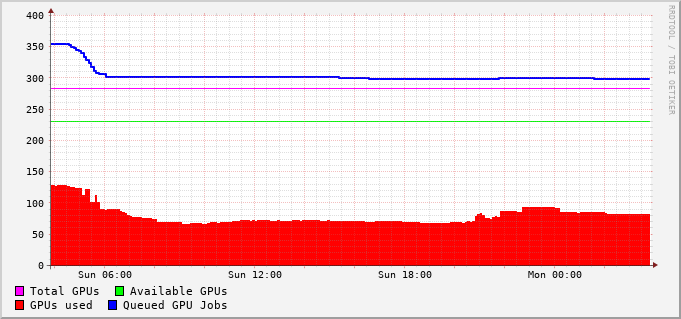 400
350
300
250
200
150
100
50
0
Sun 06:00 Sun 12:00 Sun 18:00 Mon 00:00
Total GPUs Available GPUs
GPUs used Queued GPU Jobs
RRDTOOL / TOBI OETIKER